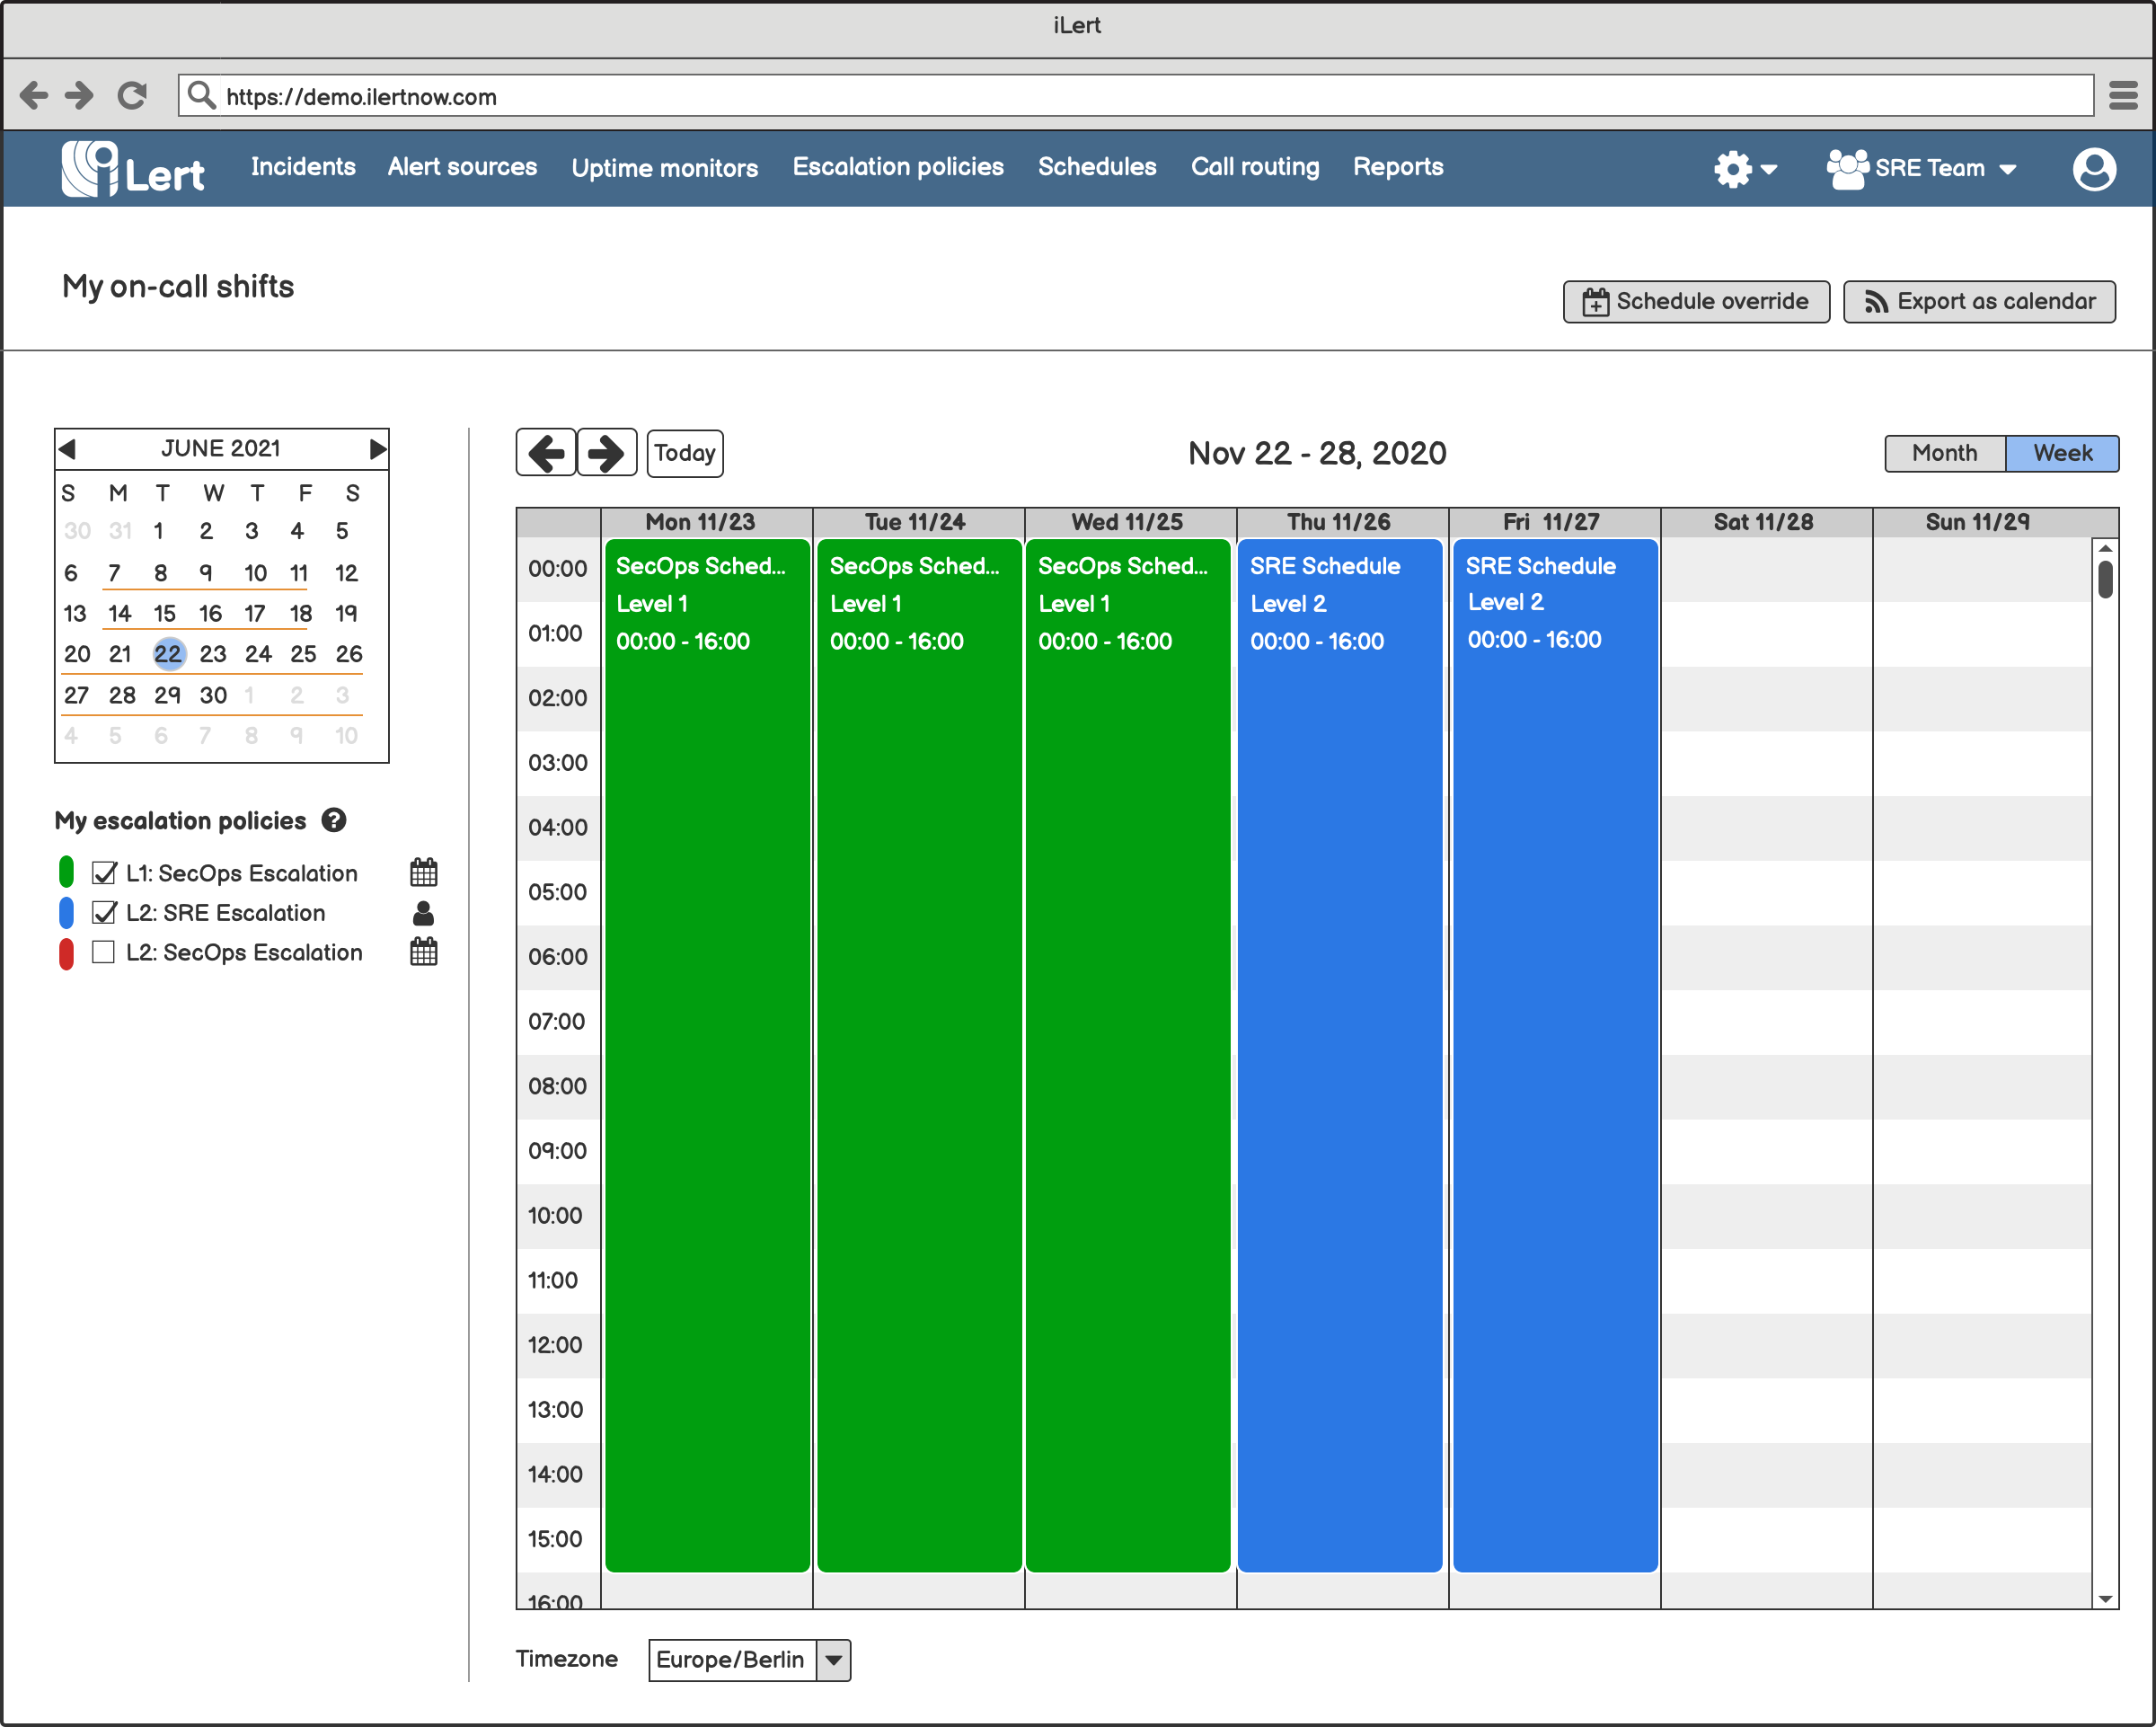 iLert
https://demo.ilertnow.com
iLert Incidents Alert sources Uptime monitors Escalation policies Schedules Call routing Reports SRE Team
My on-call shifts
Schedule override Export as calendar
JUNE 2021
S M T W T F S
30 31 1 2 3 4 5
6 7 8 9 10 11 12
13 14 15 16 17 18 19
20 21 22 23 24 25 26
27 28 29 30 1 2 3
4 5 6 7 8 9 10
My escalation policies ?
L1: SecOps Escalation
L2: SRE Escalation
L2: SecOps Escalation
Today Nov 22 - 28, 2020 Month Week
Mon 11/23 Tue 11/24 Wed 11/25 Thu 11/26 Fri 11/27 Sat 11/28 Sun 11/29
SecOps Sched...
Level 1
00:00 - 16:00
SecOps Sched...
Level 1
00:00 - 16:00
SecOps Sched...
Level 1
00:00 - 16:00
SRE Schedule
Level 2
00:00 - 16:00
SRE Schedule
Level 2
00:00 - 16:00
00:00
01:00
02:00
03:00
04:00
05:00
06:00
07:00
08:00
09:00
10:00
11:00
12:00
13:00
14:00
15:00
16:00
Timezone Europe/Berlin